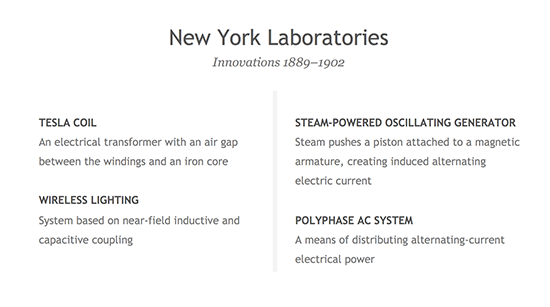 New York Laboratories
Innovations 1889–1902
TESLA COIL
An electrical transformer with an air gap
between the windings and an iron core
WIRELESS LIGHTING
System based on near-field inductive and
capacitive coupling
STEAM-POWERED OSCILLATING GENERATOR
Steam pushes a piston attached to a magnetic
armature, creating induced alternating
electric current
POLYPHASE AC SYSTEM
A means of distributing alternating-current
electrical power